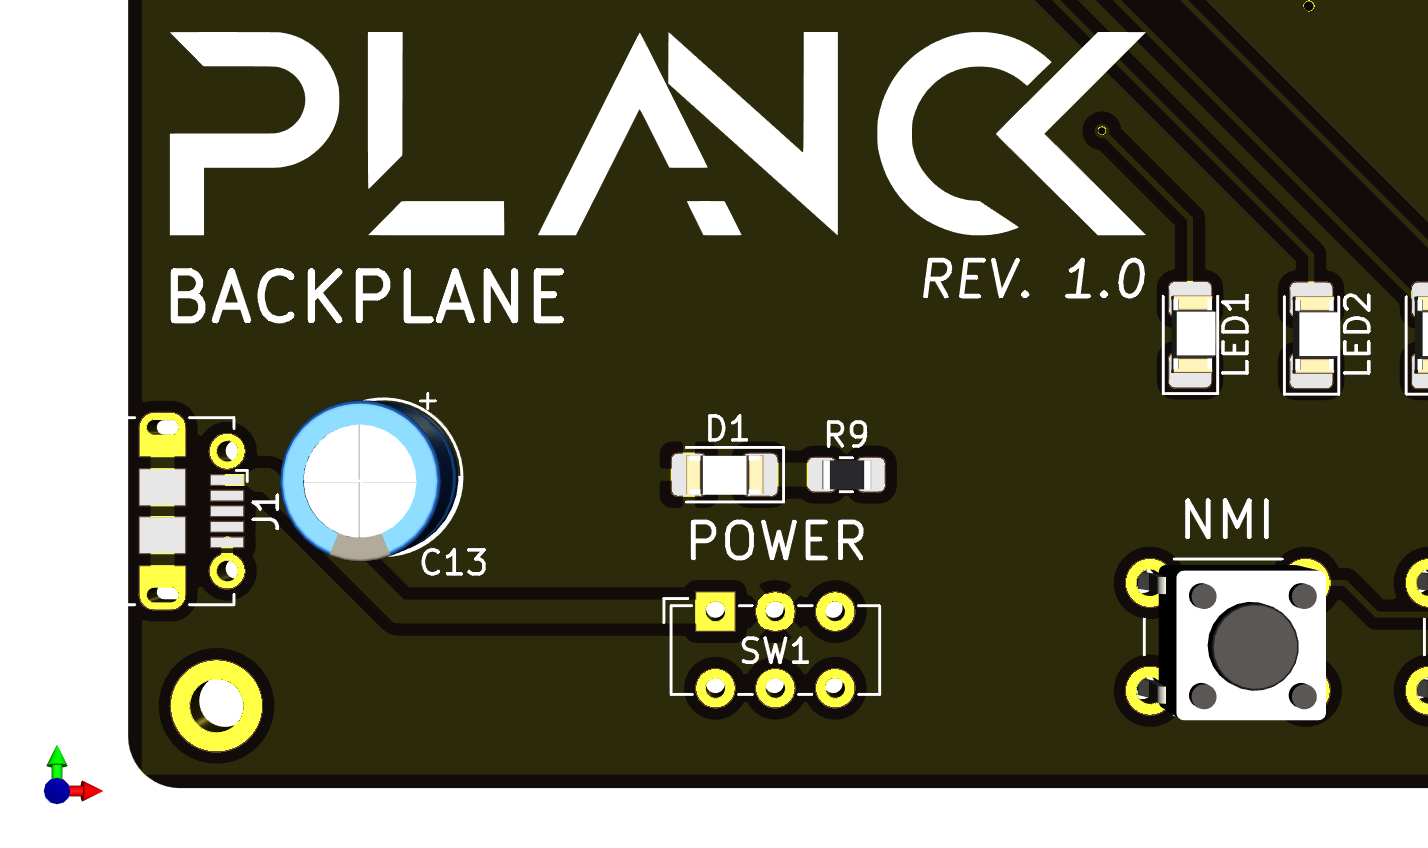 PLANCK
BACKPLANE
REV. 1.0
LED1
LED2
+
D1
R9
J1
C13
POWER
NMI
SW1